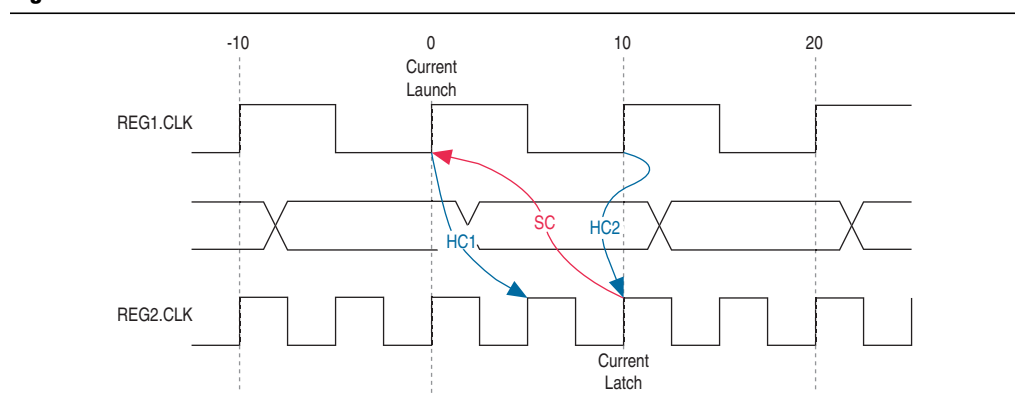 -10 0 10 20
Current
Launch
REG1.CLK
SC
HC2
HC1
REG2.CLK
Current
Latch